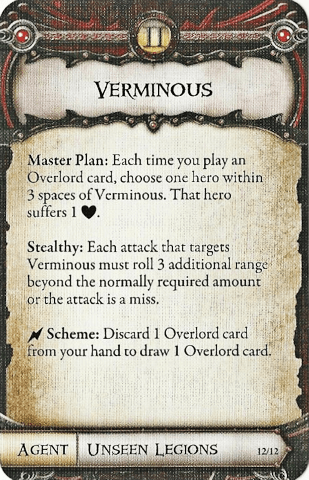 II
VERMINOUS
Master Plan: Each time you play an
Overlord card, choose one hero within
3 spaces of Verminous. That hero
suffers 1 ♥.
Stealthy: Each attack that targets
Verminous must roll 3 additional range
beyond the normally required amount
or the attack is a miss.
Scheme: Discard 1 Overlord card
from your hand to draw 1 Overlord card.
AGENT UNSEEN LEGIONS 12/12